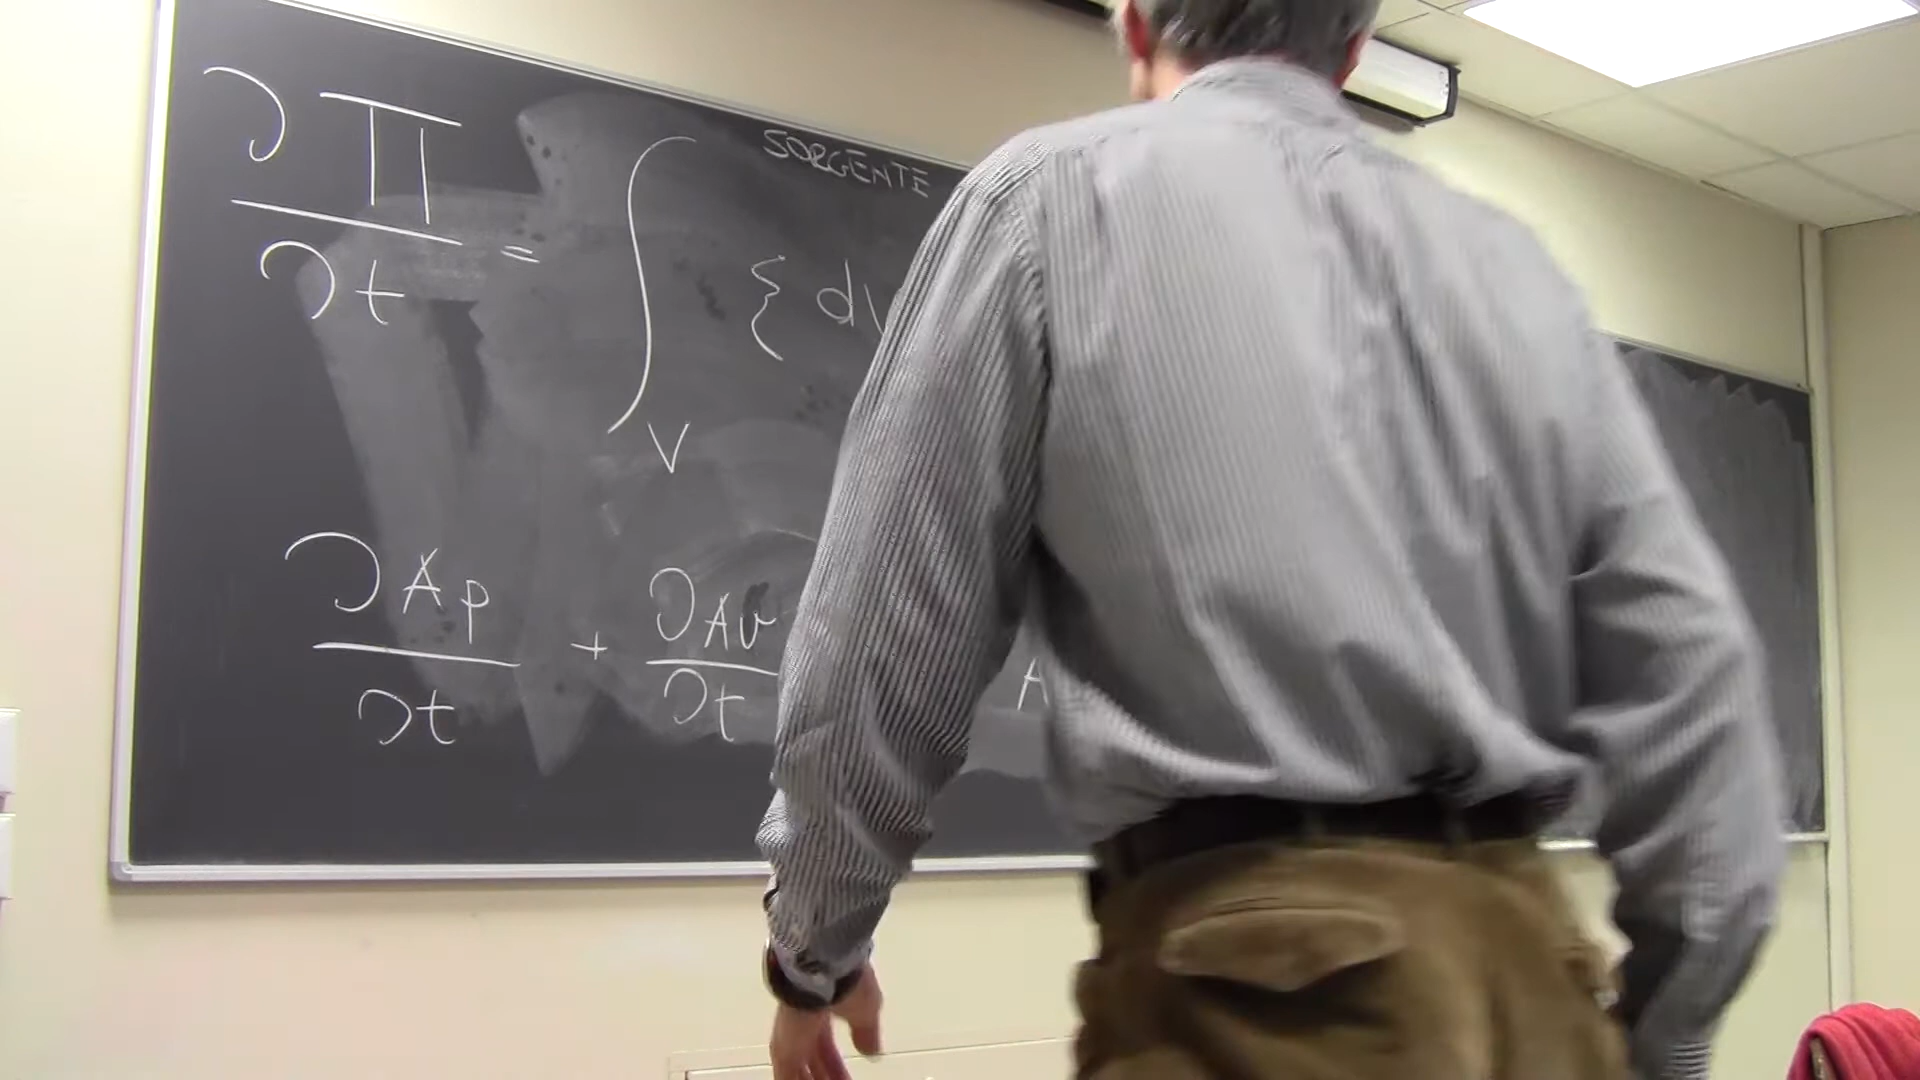 SORGENTE
∂Π/∂t = ∫_V { dV
∂Ap/∂t + ∂Av/∂t A